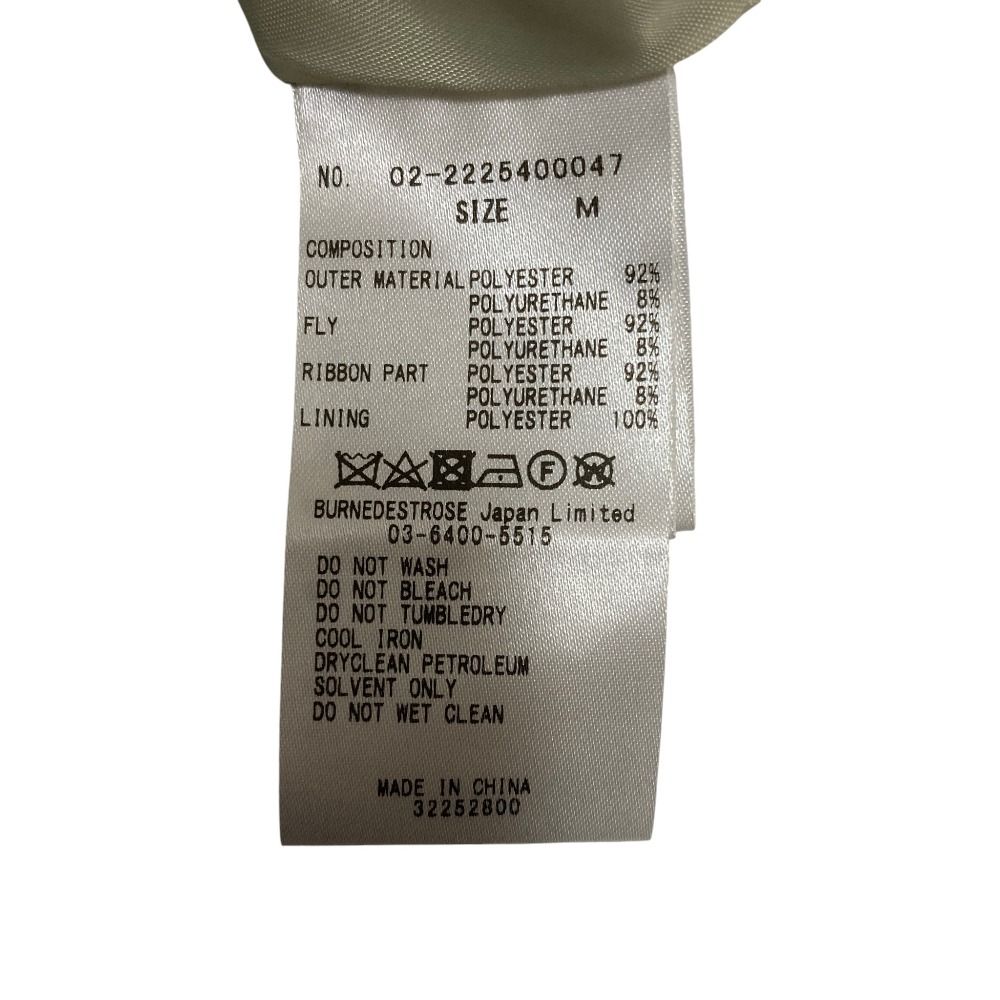 NO. 02-2225400047
SIZE M
COMPOSITION
OUTER MATERIAL POLYESTER 92%
POLYURETHANE 8%
FLY POLYESTER 92%
POLYURETHANE 8%
RIBBON PART POLYESTER 92%
POLYURETHANE 8%
LINING POLYESTER 100%
F W
BURNEDESTROSE Japan Limited
03-6400-5515
DO NOT WASH
DO NOT BLEACH
DO NOT TUMBLEDRY
COOL IRON
DRYCLEAN PETROLEUM
SOLVENT ONLY
DO NOT WET CLEAN
MADE IN CHINA
32252800